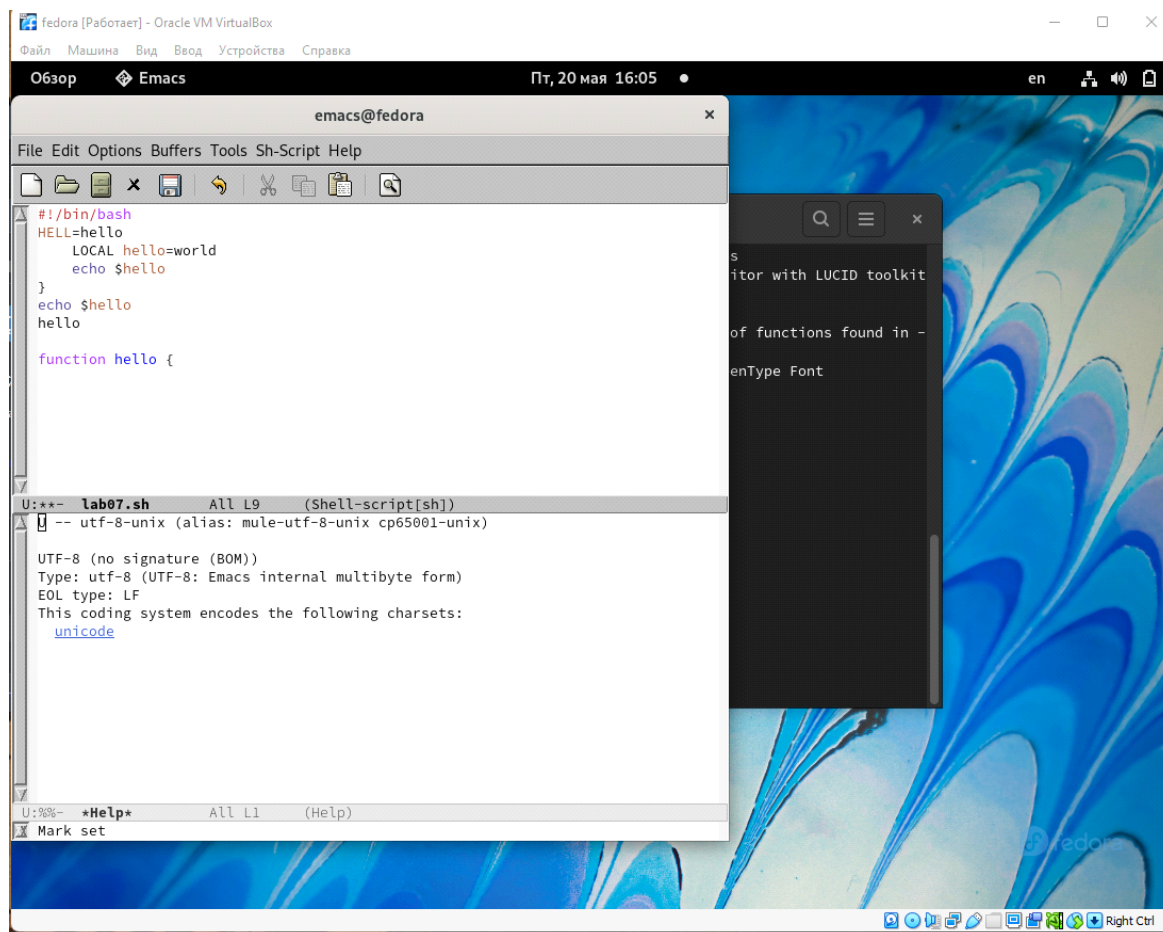 fedora [Работает] - Oracle VM VirtualBox
Файл Машина Вид Ввод Устройства Справка
Обзор Emacs Пт, 20 мая 16:05 en
emacs@fedora
File Edit Options Buffers Tools Sh-Script Help
#!/bin/bash
HELL=hello
    LOCAL hello=world
    echo $hello
}
echo $hello
hello
function hello {
U:**- lab07.sh All L9 (Shell-script[sh])
U -- utf-8-unix (alias: mule-utf-8-unix cp65001-unix)
UTF-8 (no signature (BOM))
Type: utf-8 (UTF-8: Emacs internal multibyte form)
EOL type: LF
This coding system encodes the following charsets:
  unicode
U:%%- *Help* All L1 (Help)
Mark set
s
itor with LUCID toolkit
of functions found in -
enType Font
fedora
Right Ctrl